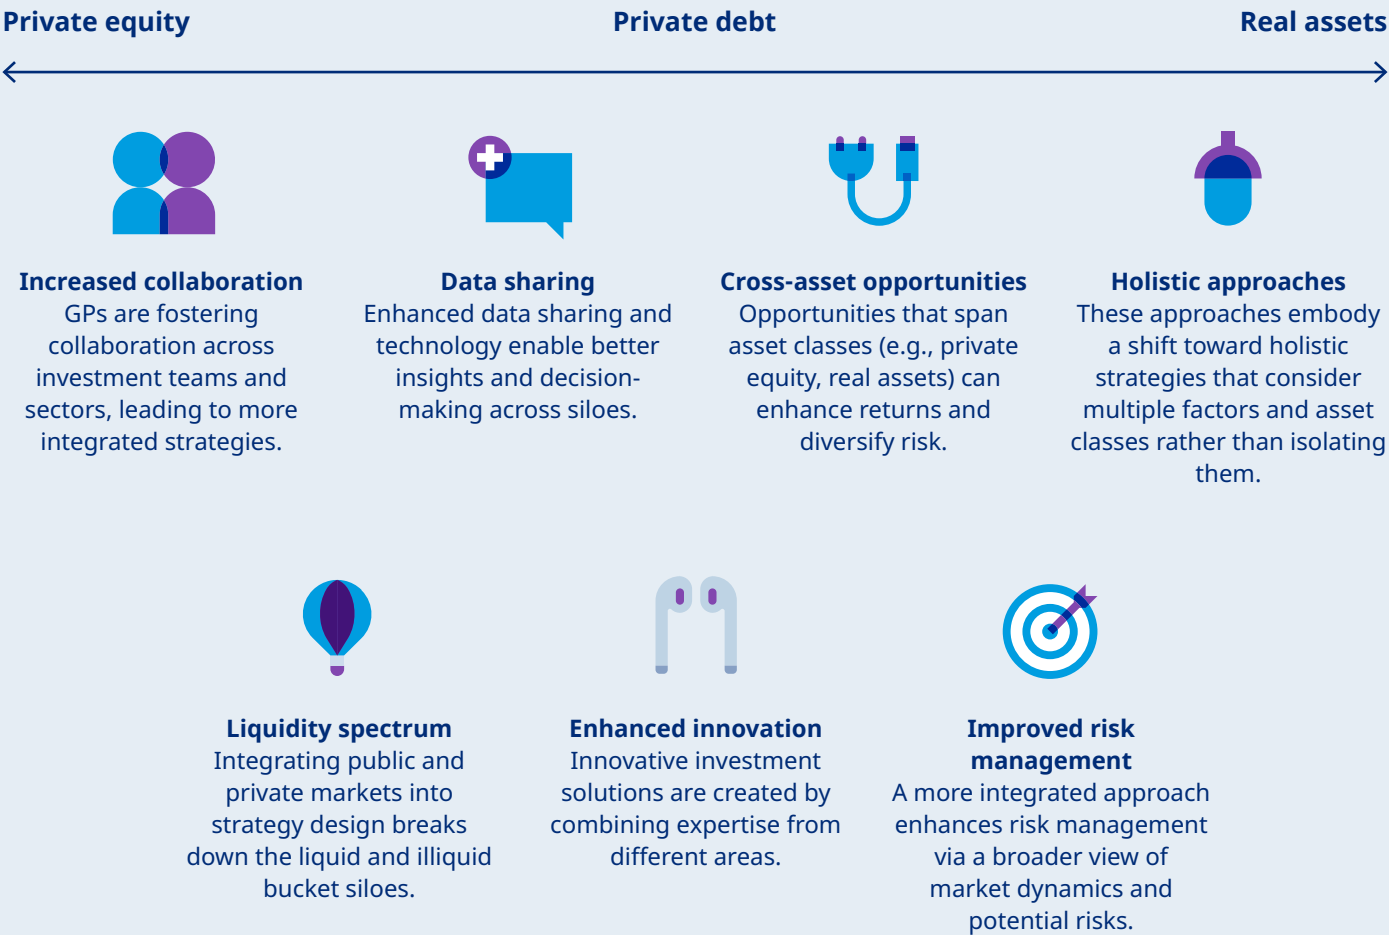 Private equity
Private debt
Real assets
Increased collaboration
GPs are fostering
collaboration across
investment teams and
sectors, leading to more
integrated strategies.
Data sharing
Enhanced data sharing and
technology enable better
insights and decision-
making across siloes.
Cross-asset opportunities
Opportunities that span
asset classes (e.g., private
equity, real assets) can
enhance returns and
diversify risk.
Holistic approaches
These approaches embody
a shift toward holistic
strategies that consider
multiple factors and asset
classes rather than isolating
them.
Liquidity spectrum
Integrating public and
private markets into
strategy design breaks
down the liquid and illiquid
bucket siloes.
Enhanced innovation
Innovative investment
solutions are created by
combining expertise from
different areas.
Improved risk
management
A more integrated approach
enhances risk management
via a broader view of
market dynamics and
potential risks.